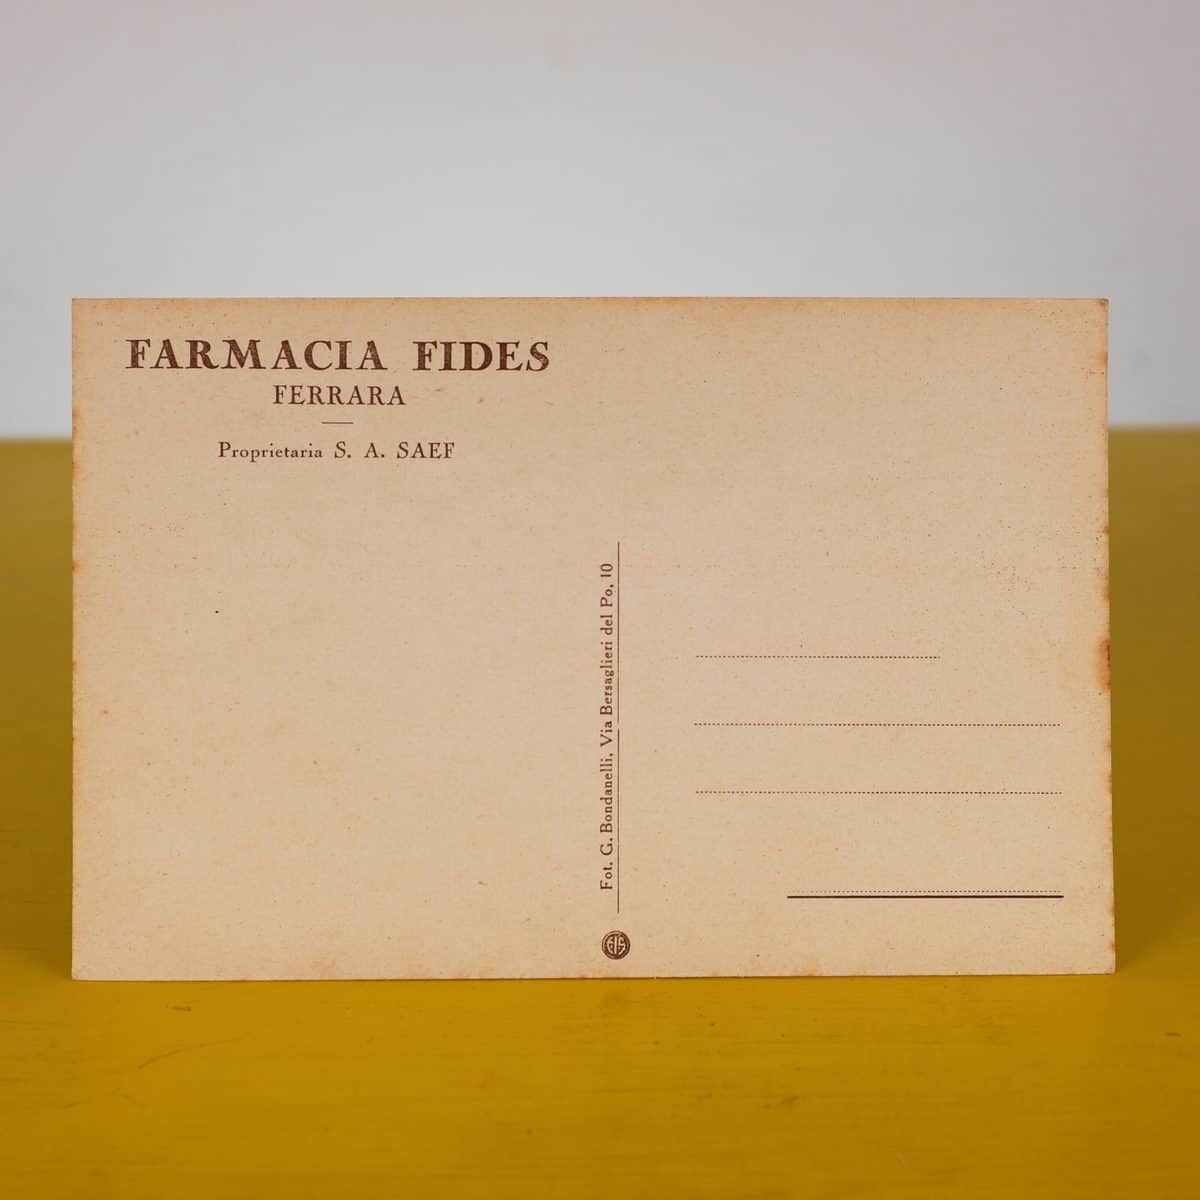 FARMACIA FIDES
FERRARA
Proprietaria S. A. SAEF
Fot. G. Bondanelli, Via Bersaglieri del Po, 10